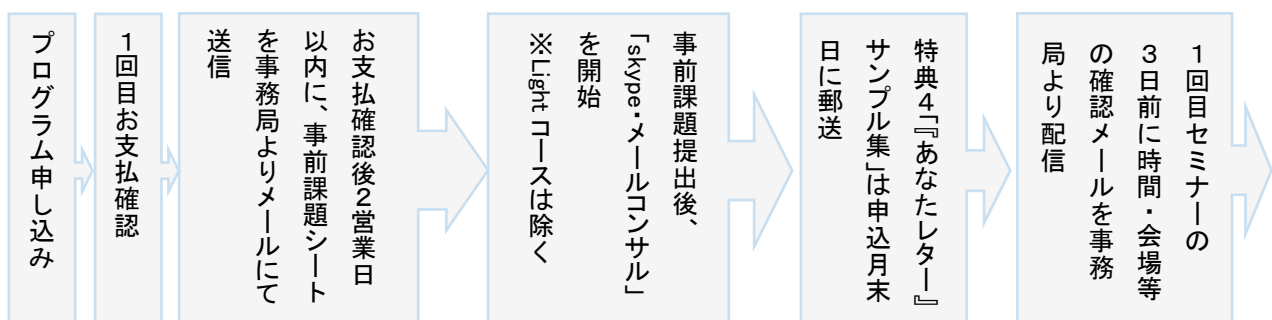 プログラム申し込み
１回目お支払確認
お支払確認後２営業日
以内に、事前課題シート
を事務局よりメールにて
送信
事前課題提出後、
「skype・メールコンサル」
を開始
※Light コースは除く
特典４「『あなたレター』
サンプル集」は申込月末
日に郵送
１回目セミナーの
３日前に時間・会場等
の確認メールを事務
局より配信